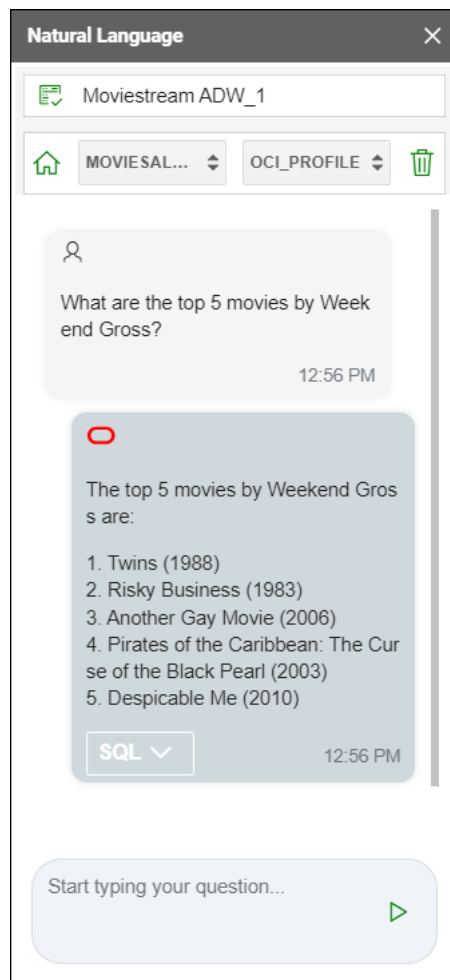 Natural Language
Moviestream ADW_1
MOVIESAL... OCI_PROFILE
What are the top 5 movies by Week
end Gross?
12:56 PM
The top 5 movies by Weekend Gros
s are:
1. Twins (1988)
2. Risky Business (1983)
3. Another Gay Movie (2006)
4. Pirates of the Caribbean: The Cur
se of the Black Pearl (2003)
5. Despicable Me (2010)
SQL
12:56 PM
Start typing your question...